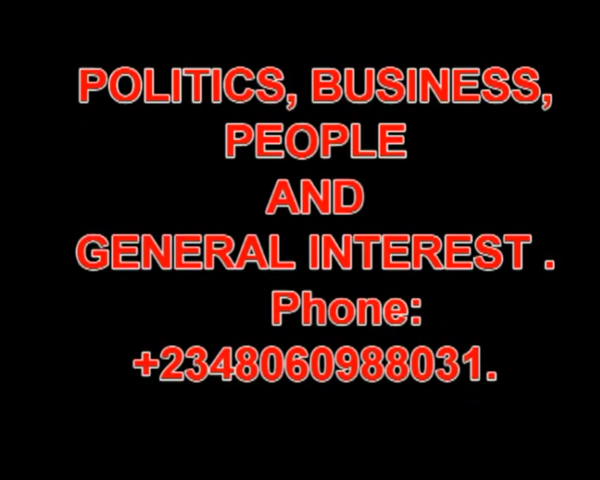 POLITICS, BUSINESS,
PEOPLE
AND
GENERAL INTEREST .
Phone:
+2348060988031.